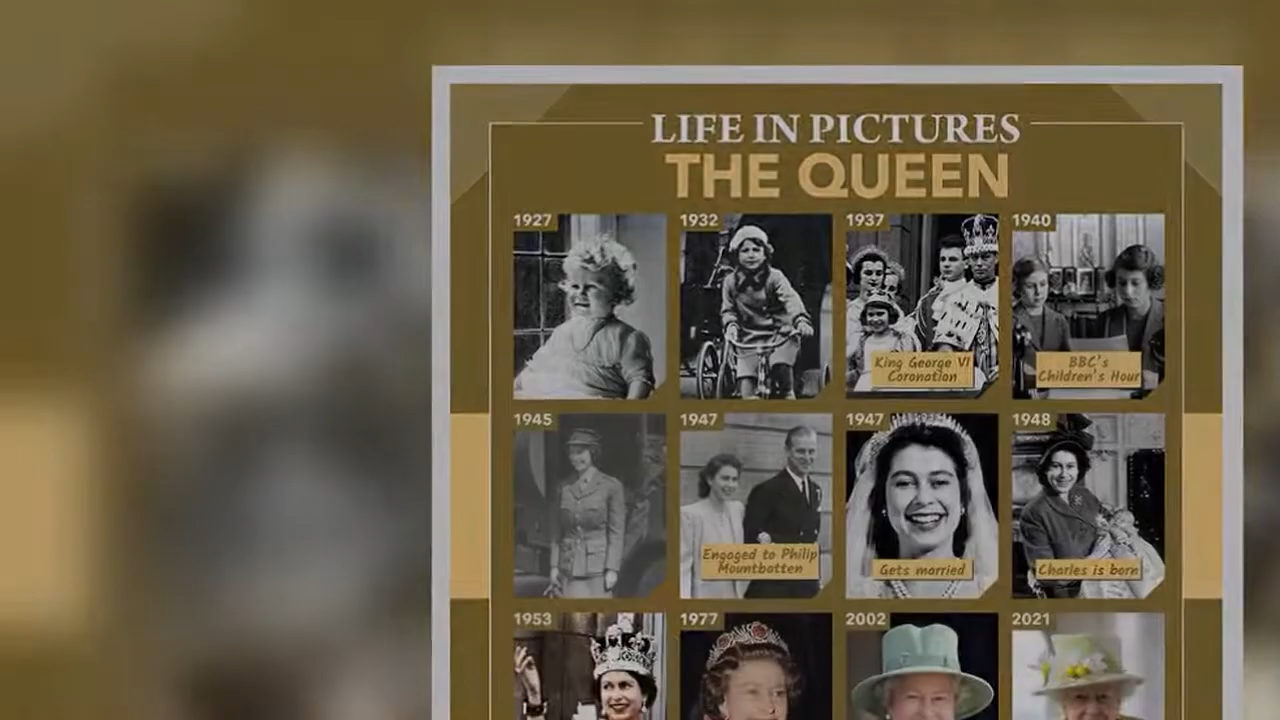 LIFE IN PICTURES
THE QUEEN
1927
1932
1937
1940
King George VI
Coronation
BBC's
Children's Hour
1945
1947
1947
1948
Engaged to Philip
Mountbatten
Gets married
Charles is born
1953
1977
2002
2021